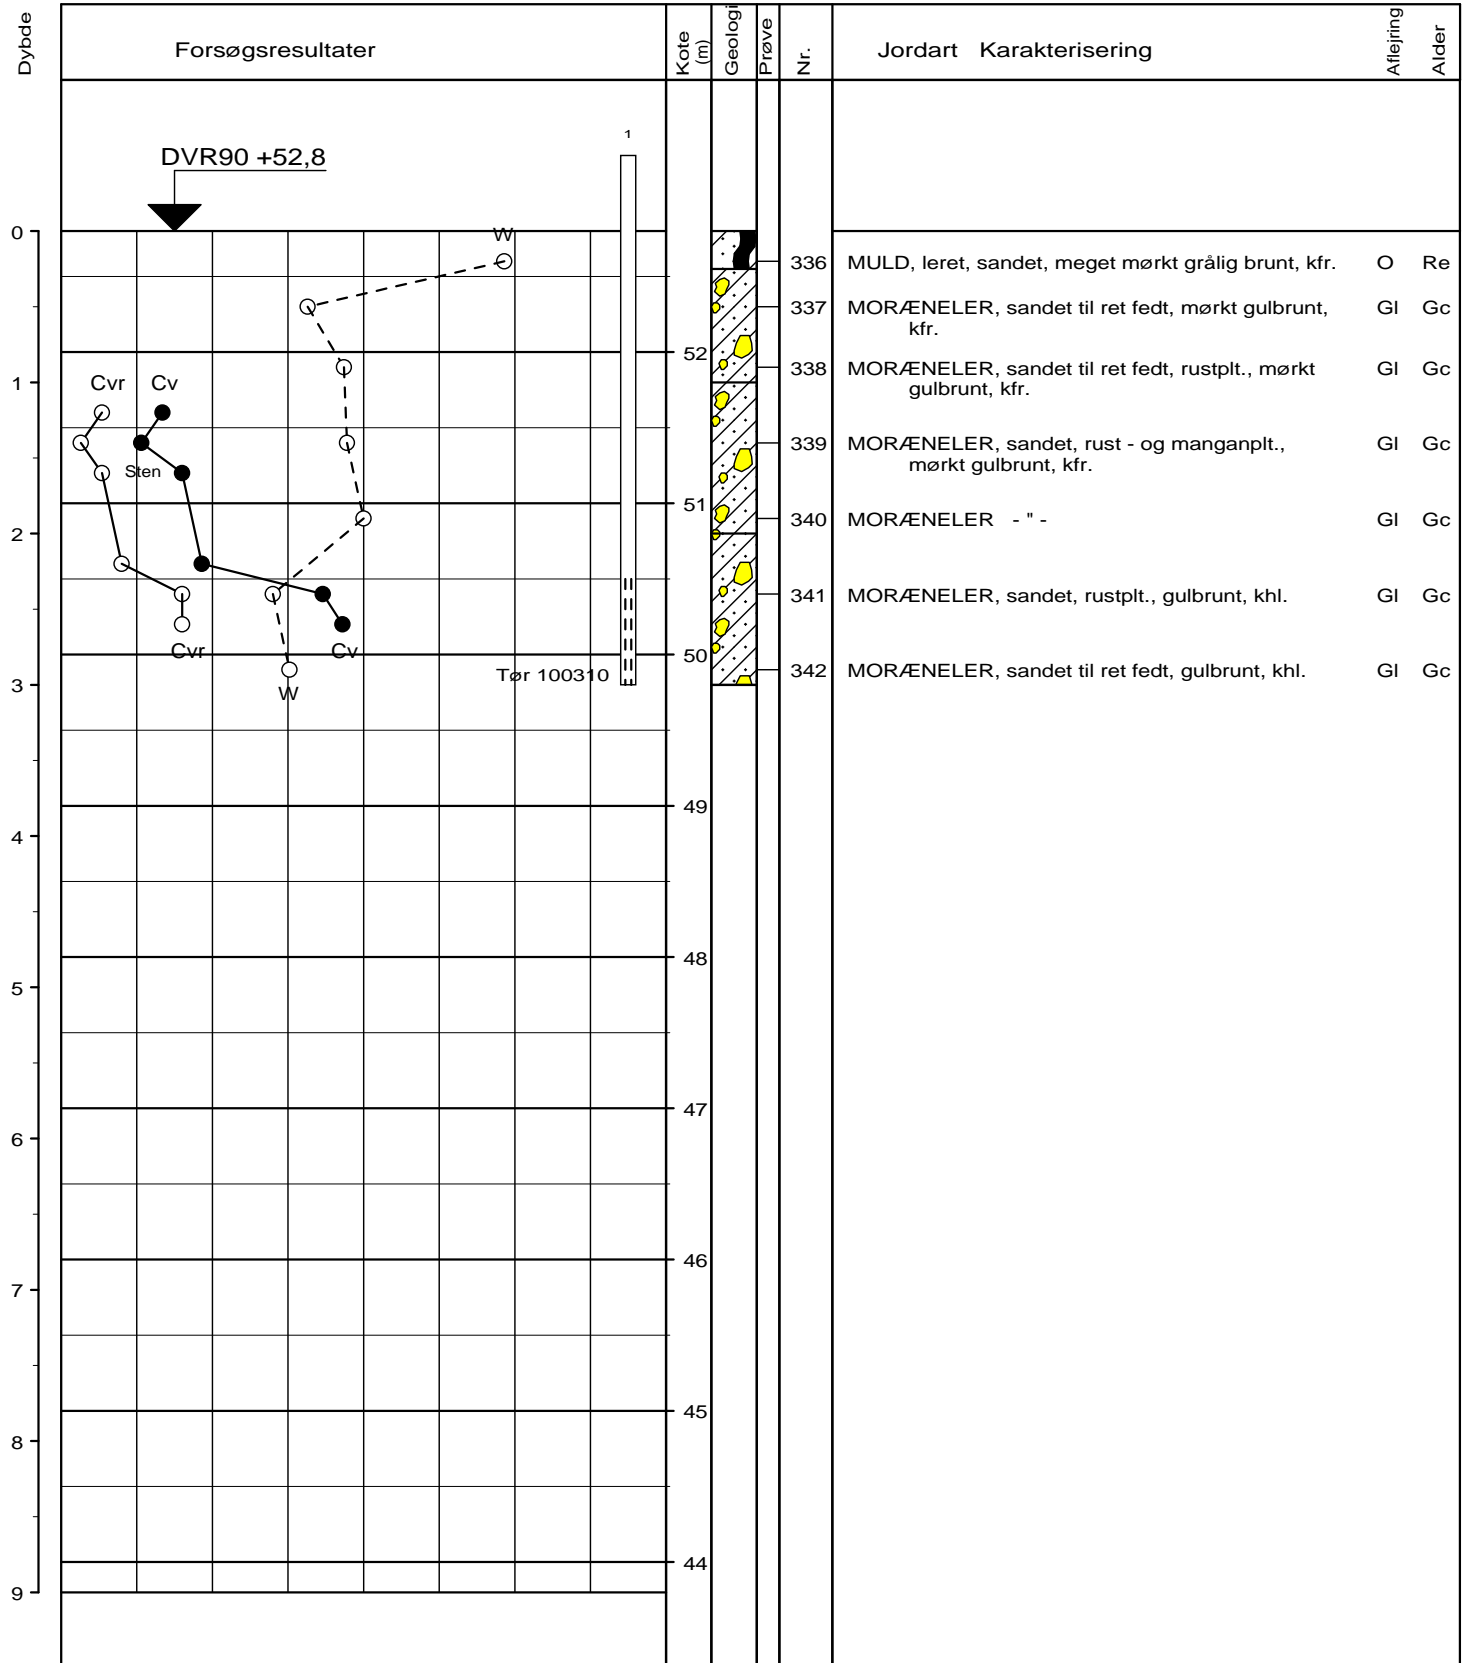 Dybde
Forsøgsresultater
Kote
(m)
Geologi
Prøve
Nr.
Jordart Karakterisering
Aflejring
Alder
1
DVR90 +52,8
0
W
336 MULD, leret, sandet, meget mørkt grålig brunt, kfr. O Re
337 MORÆNELER, sandet til ret fedt, mørkt gulbrunt, Gl Gc
kfr.
52
338 MORÆNELER, sandet til ret fedt, rustplt., mørkt Gl Gc
gulbrunt, kfr.
1
Cvr Cv
339 MORÆNELER, sandet, rust - og manganplt., Gl Gc
mørkt gulbrunt, kfr.
Sten
51
340 MORÆNELER - " - Gl Gc
2
341 MORÆNELER, sandet, rustplt., gulbrunt, khl. Gl Gc
Cvr Cv
50
Tør 100310
342 MORÆNELER, sandet til ret fedt, gulbrunt, khl. Gl Gc
3
W
49
4
48
5
47
6
46
7
45
8
44
9